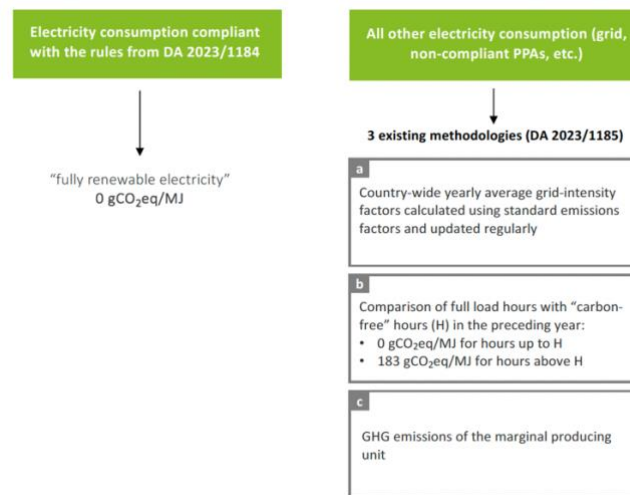 Electricity consumption compliant
with the rules from DA 2023/1184
"fully renewable electricity"
0 gCO₂eq/MJ
All other electricity consumption (grid,
non-compliant PPAs, etc.)
3 existing methodologies (DA 2023/1185)
a
Country-wide yearly average grid-intensity
factors calculated using standard emissions
factors and updated regularly
b
Comparison of full load hours with "carbon-
free" hours (H) in the preceding year:
• 0 gCO₂eq/MJ for hours up to H
• 183 gCO₂eq/MJ for hours above H
c
GHG emissions of the marginal producing
unit